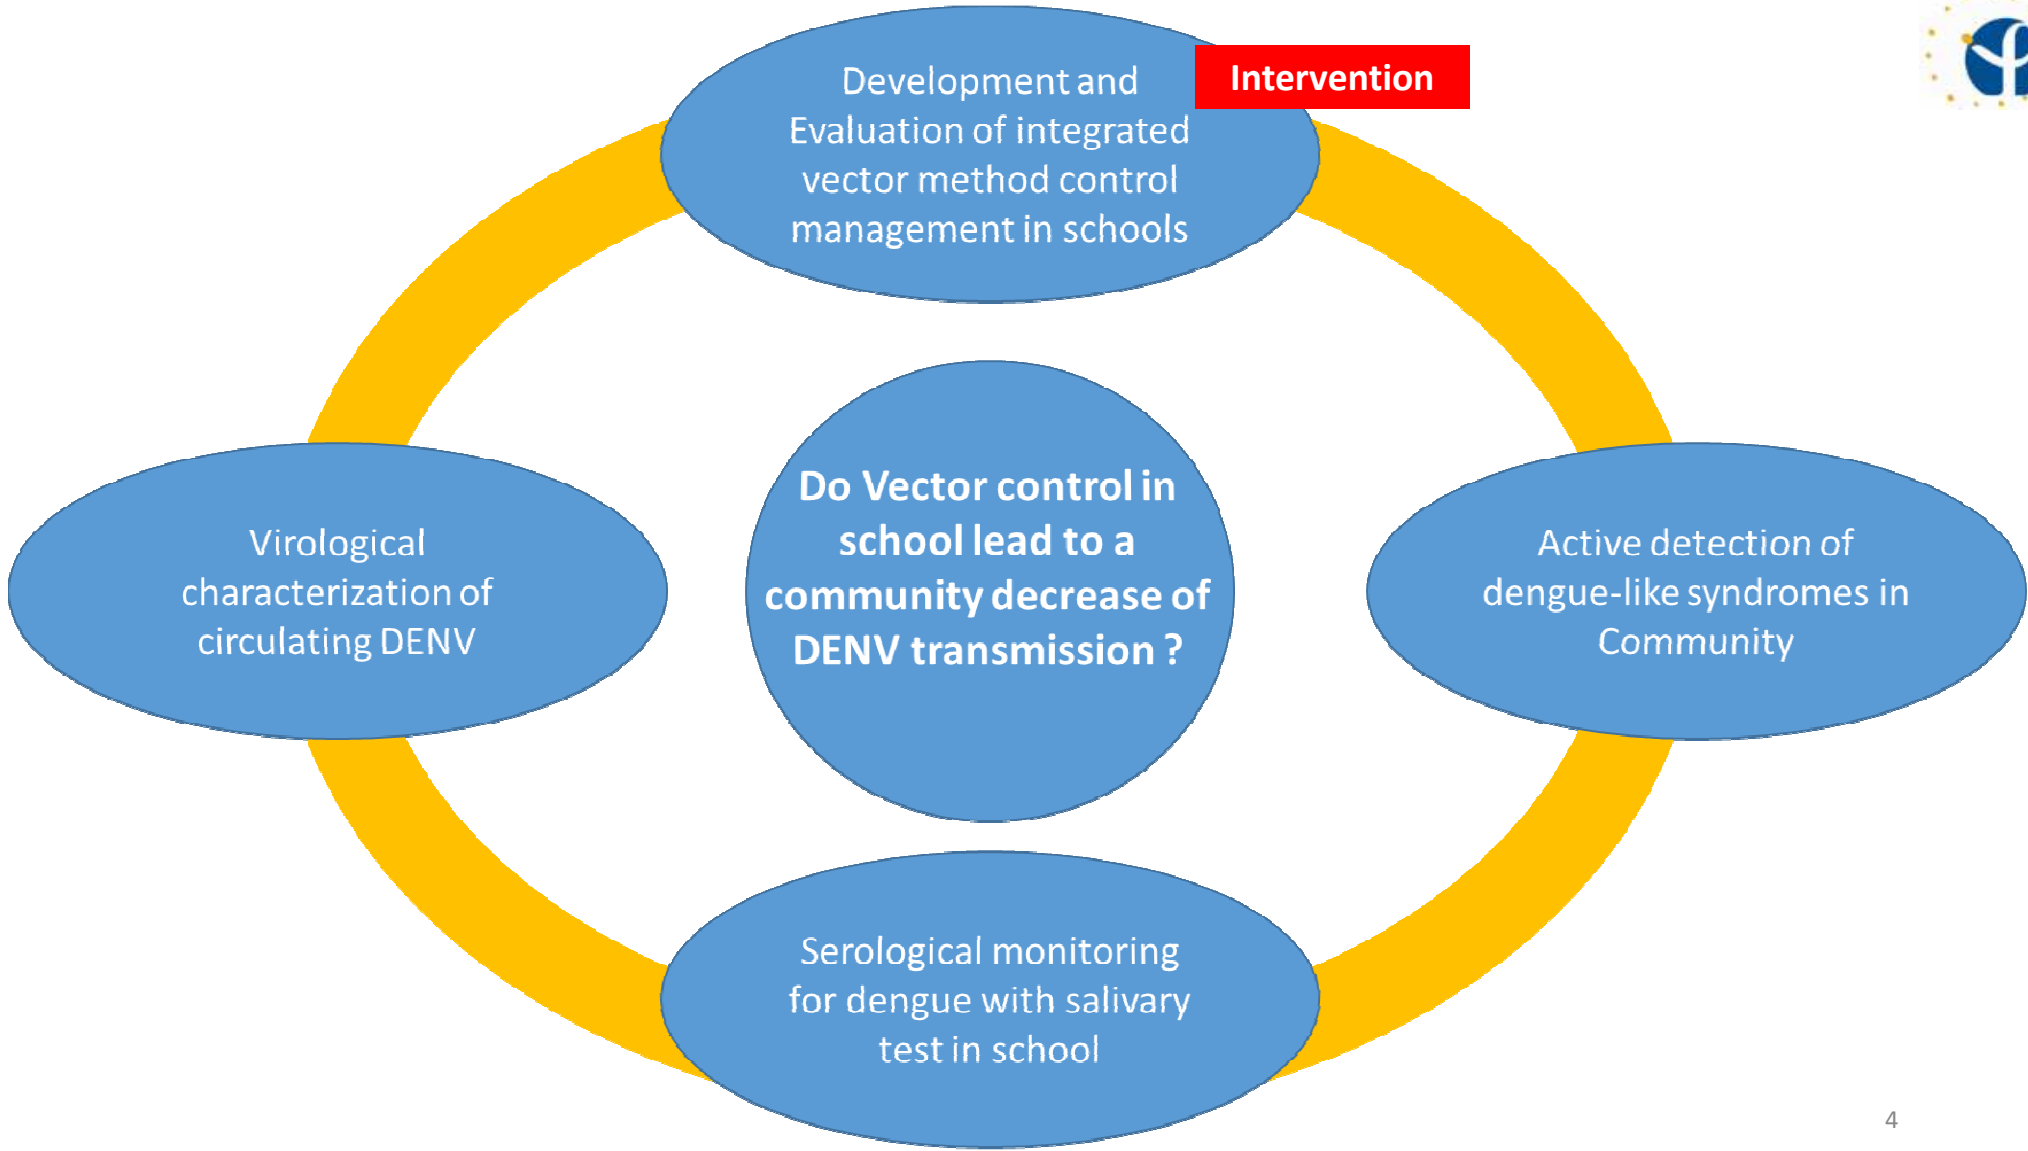 Development and
Evaluation of integrated
vector method control
management in schools
Intervention
Virological
characterization of
circulating DENV
Do Vector control in
school lead to a
community decrease of
DENV transmission ?
Active detection of
dengue-like syndromes in
Community
Serological monitoring
for dengue with salivary
test in school
4